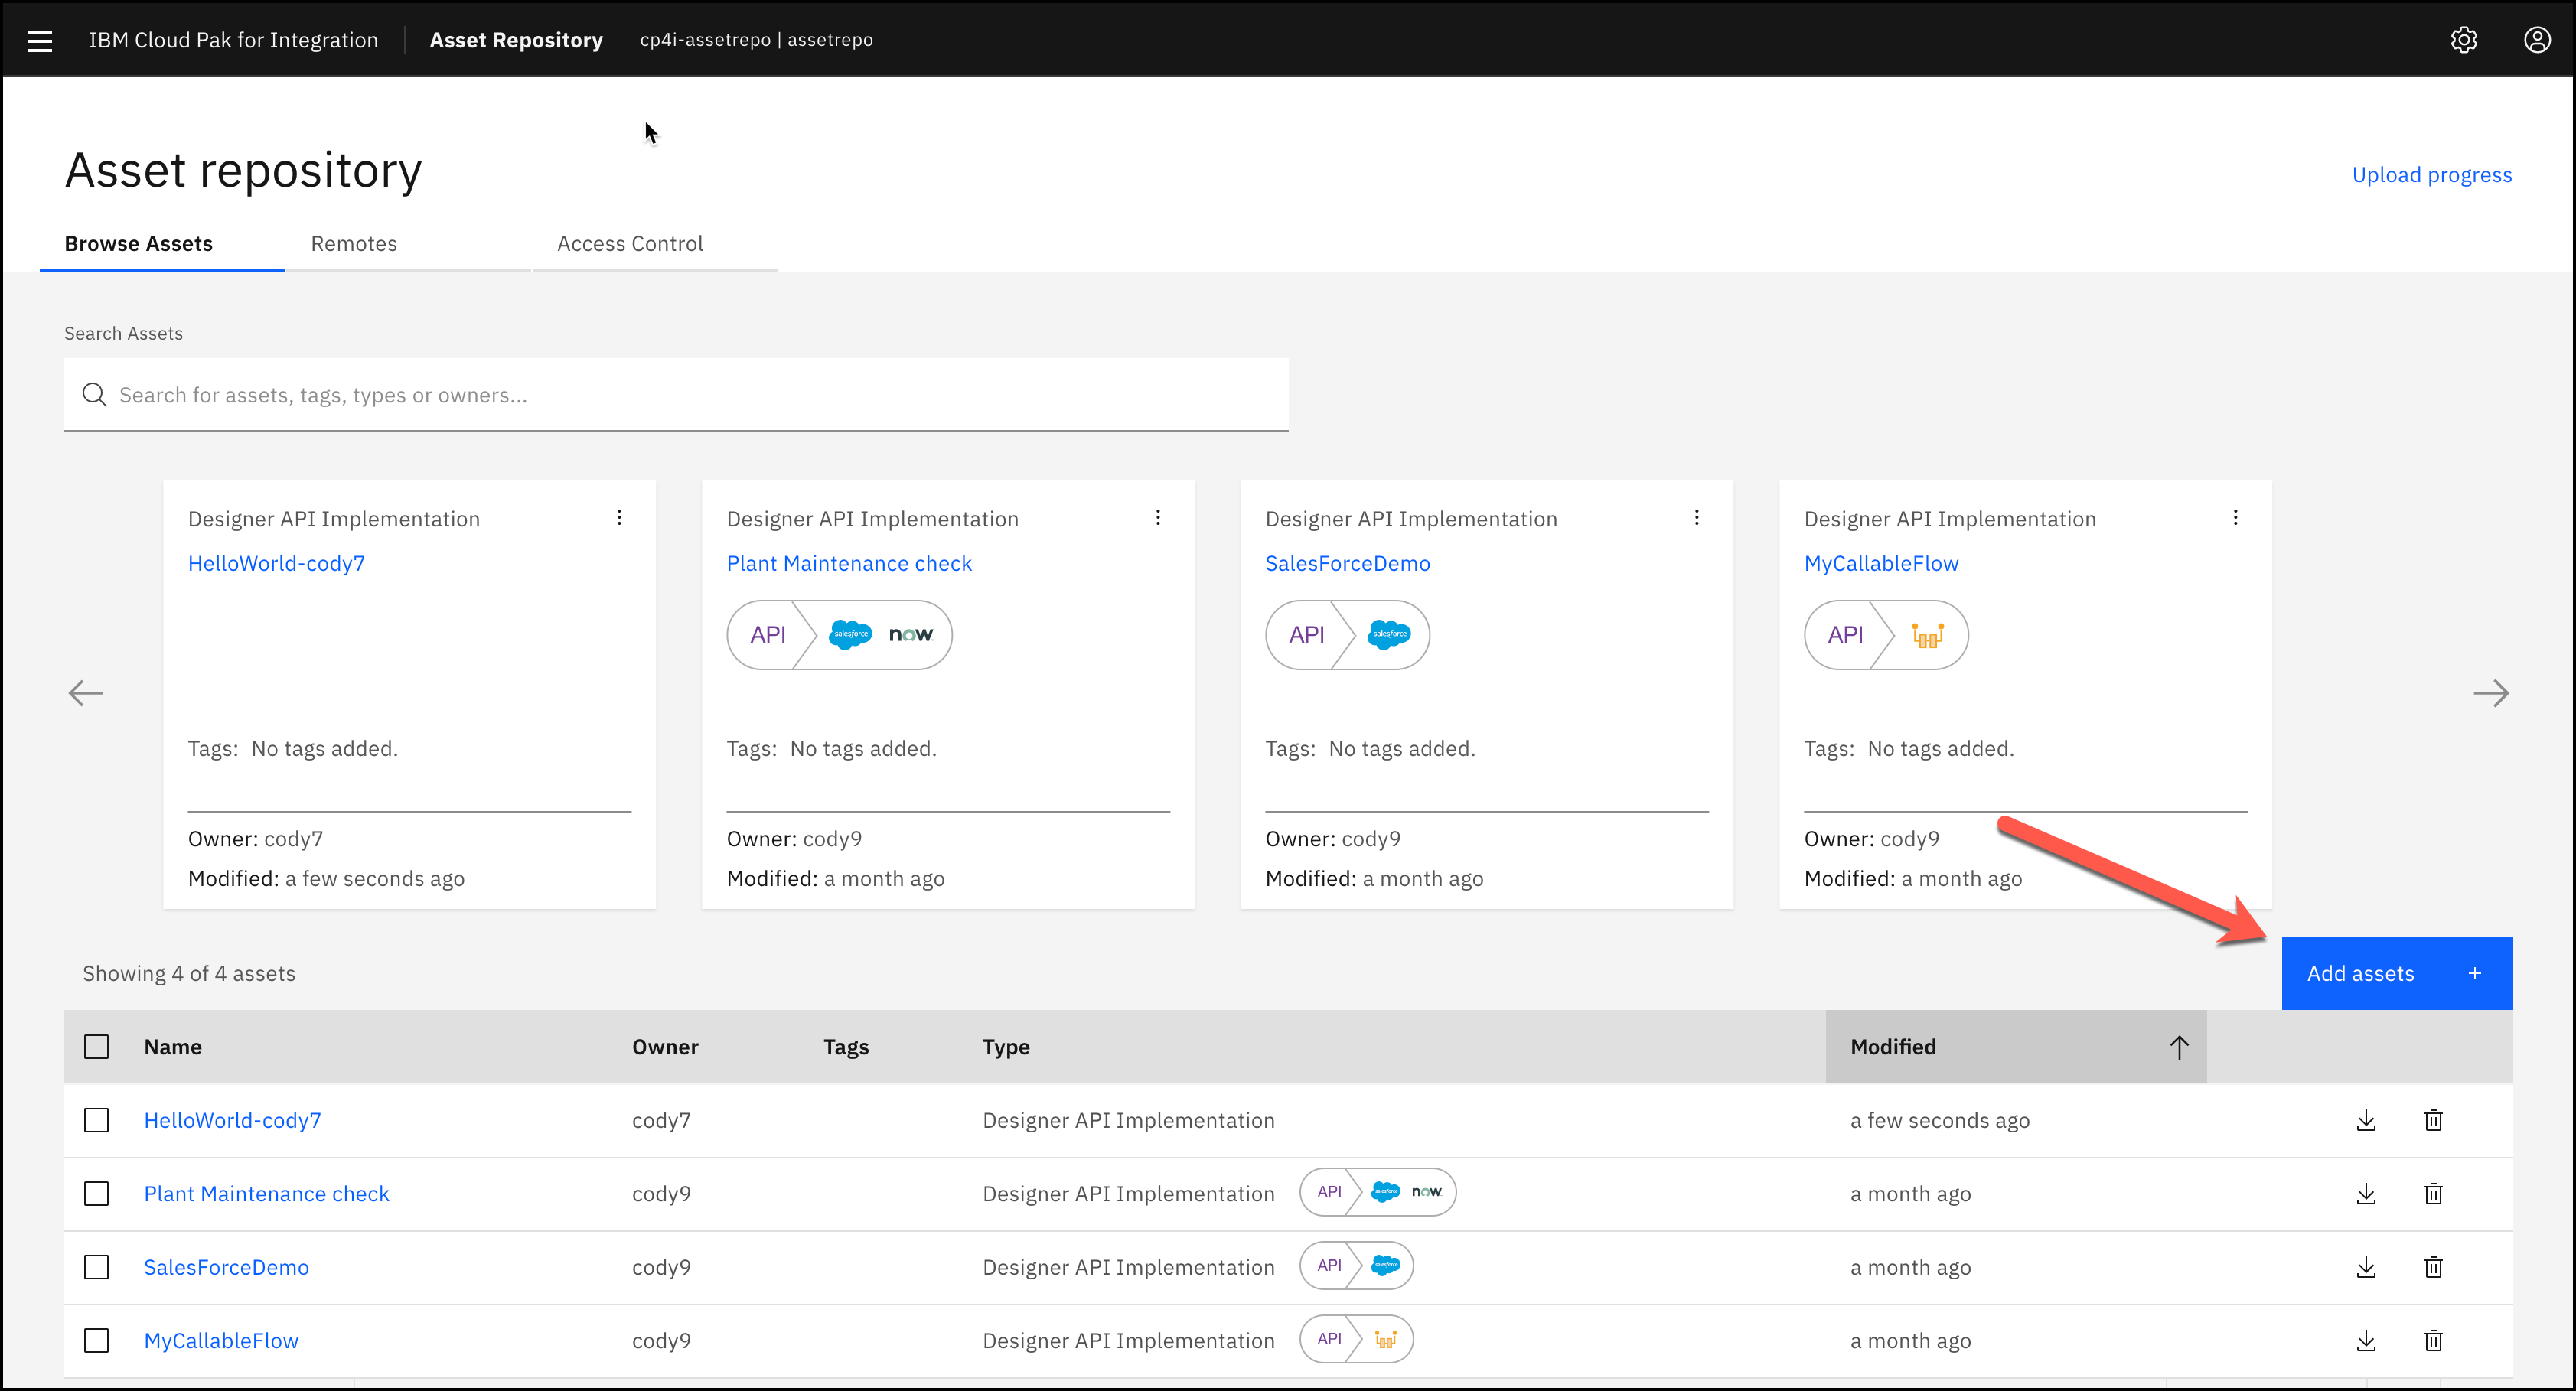 IBM Cloud Pak for Integration Asset Repository cp4i-assetrepo | assetrepo
Asset repository
Upload progress
Browse Assets Remotes Access Control
Search Assets
Search for assets, tags, types or owners...
Designer API Implementation
HelloWorld-cody7
Tags: No tags added.
Owner: cody7
Modified: a few seconds ago
Designer API Implementation
Plant Maintenance check
API salesforce now
Tags: No tags added.
Owner: cody9
Modified: a month ago
Designer API Implementation
SalesForceDemo
API salesforce
Tags: No tags added.
Owner: cody9
Modified: a month ago
Designer API Implementation
MyCallableFlow
API
Tags: No tags added.
Owner: cody9
Modified: a month ago
Showing 4 of 4 assets
Add assets +
Name Owner Tags Type Modified
HelloWorld-cody7 cody7 Designer API Implementation a few seconds ago
Plant Maintenance check cody9 Designer API Implementation API salesforce now a month ago
SalesForceDemo cody9 Designer API Implementation API salesforce a month ago
MyCallableFlow cody9 Designer API Implementation API a month ago